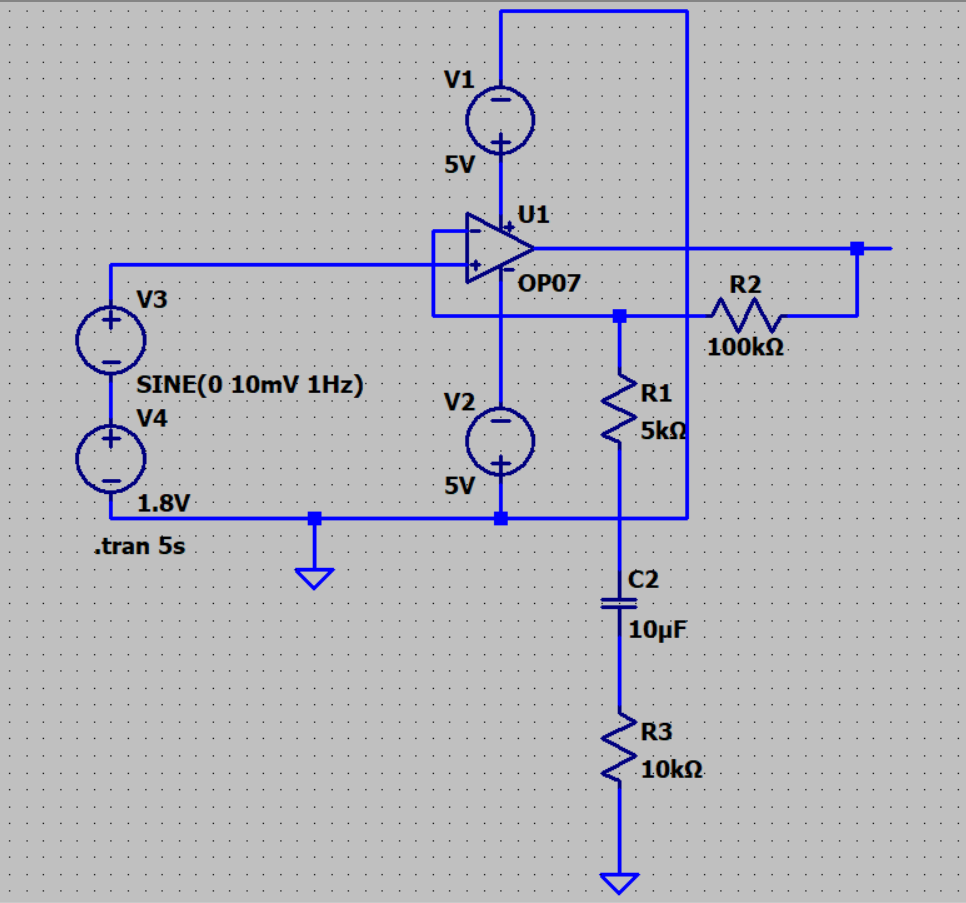 V1
5V
U1
OP07
V3
SINE(0 10mV 1Hz)
V4
1.8V
.tran 5s
R2
100kΩ
V2
5V
R1
5kΩ
C2
10µF
R3
10kΩ